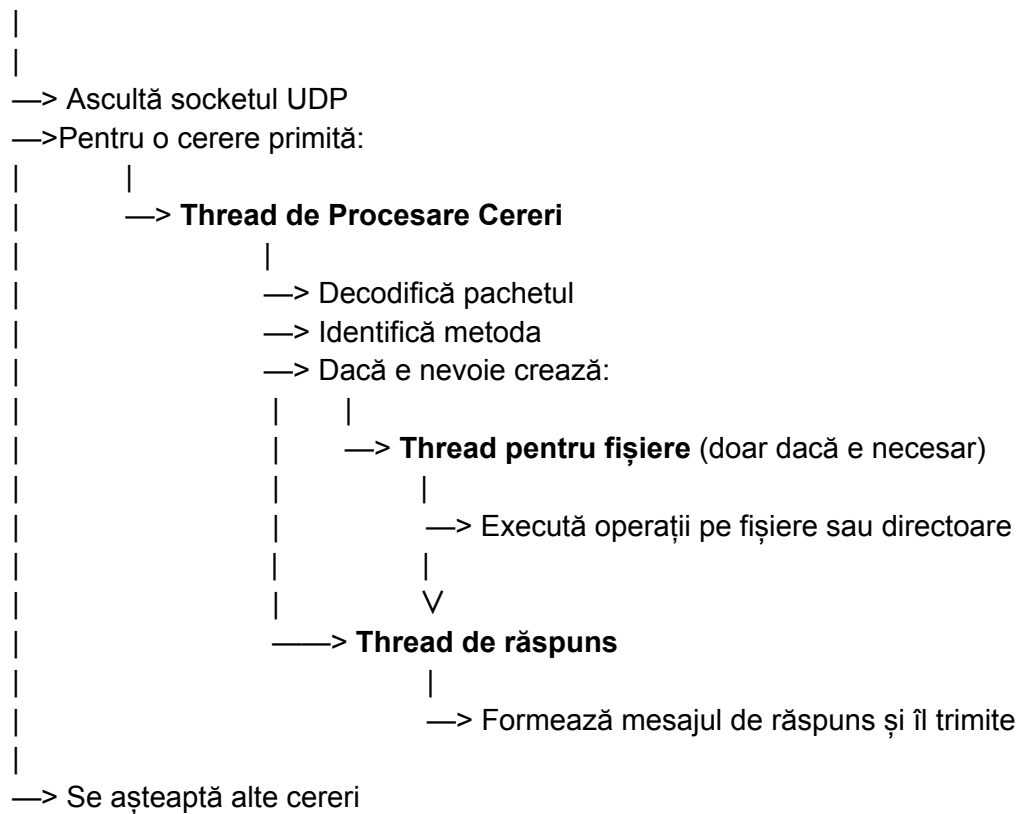 —> Ascultă socketul UDP
—>Pentru o cerere primită:
—> Thread de Procesare Cereri
—> Decodifică pachetul
—> Identifică metoda
—> Dacă e nevoie crează:
—> Thread pentru fișiere (doar dacă e necesar)
—> Execută operații pe fișiere sau directoare
——> Thread de răspuns
—> Formează mesajul de răspuns și îl trimite
—> Se așteaptă alte cereri